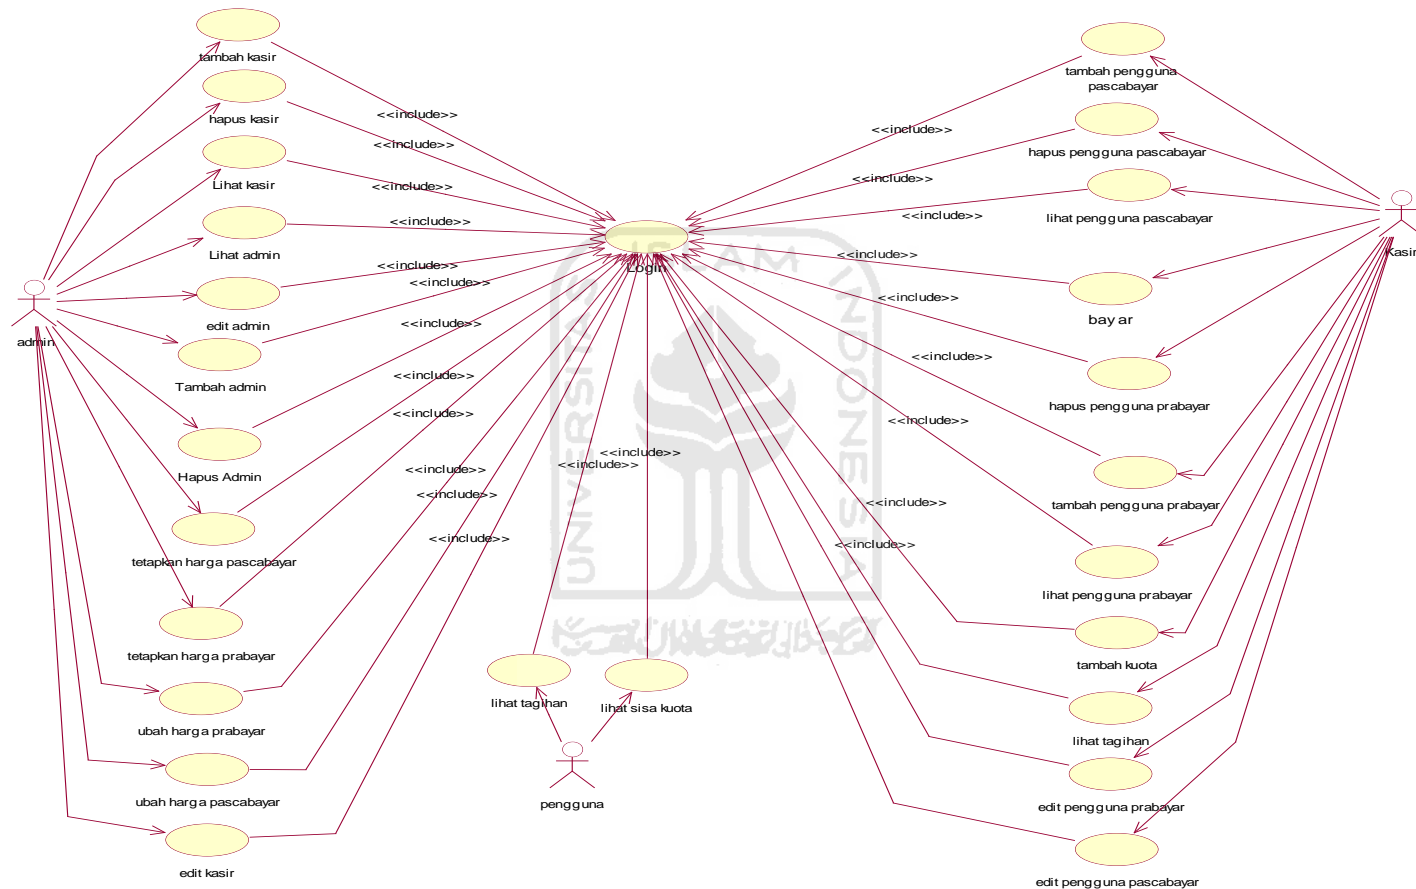 tambah kasir
hapus kasir
Lihat kasir
Lihat admin
edit admin
Tambah admin
Hapus Admin
tetapkan harga pascabayar
tetapkan harga prabayar
ubah harga prabayar
ubah harga pascabayar
edit kasir
admin
<<include>>
<<include>>
<<include>>
<<include>>
<<include>>
<<include>>
<<include>>
<<include>>
<<include>>
<<include>>
<<include>>
<<include>>
Login
<<include>>
<<include>>
lihat tagihan
lihat sisa kuota
pengguna
<<include>>
<<include>>
<<include>>
<<include>>
<<include>>
<<include>>
<<include>>
<<include>>
<<include>>
tambah pengguna
pascabayar
hapus pengguna pascabayar
lihat pengguna pascabayar
bayar
hapus pengguna prabayar
tambah pengguna prabayar
lihat pengguna prabayar
tambah kuota
lihat tagihan
edit pengguna prabayar
edit pengguna pascabayar
Kasir
UNIVERSITAS
ISLAM
INDONESIA